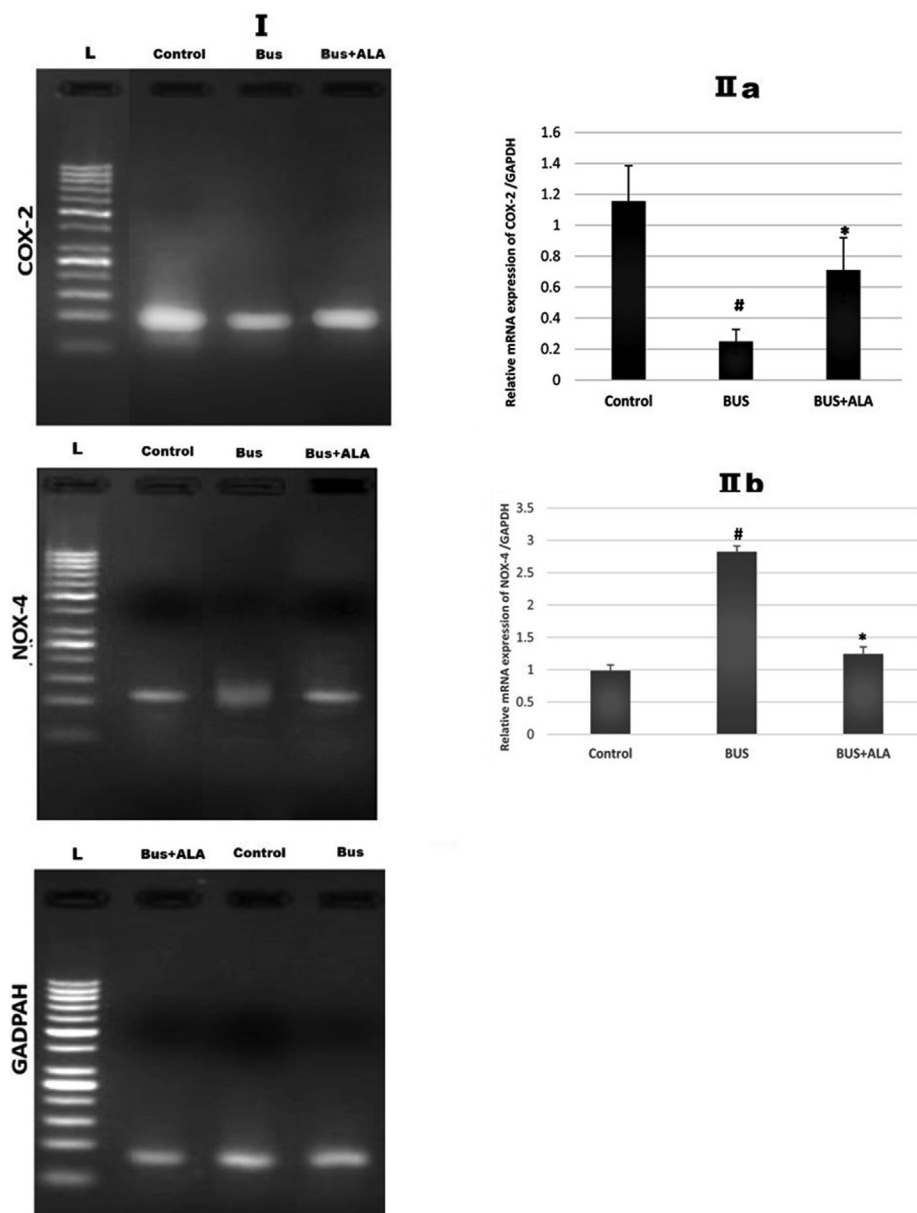 I
L Control Bus Bus+ALA
COX-2
L Control Bus Bus+ALA
NOX-4
L Bus+ALA Control Bus
GADPAH
IIa
Relative mRNA expression of COX-2 /GAPDH
1.6
1.4
1.2
1
0.8
0.6
0.4
0.2
0
#
*
Control BUS BUS+ALA
IIb
Relative mRNA expression of NOX-4 /GAPDH
3.5
3
2.5
2
1.5
1
0.5
0
#
*
Control BUS BUS+ALA